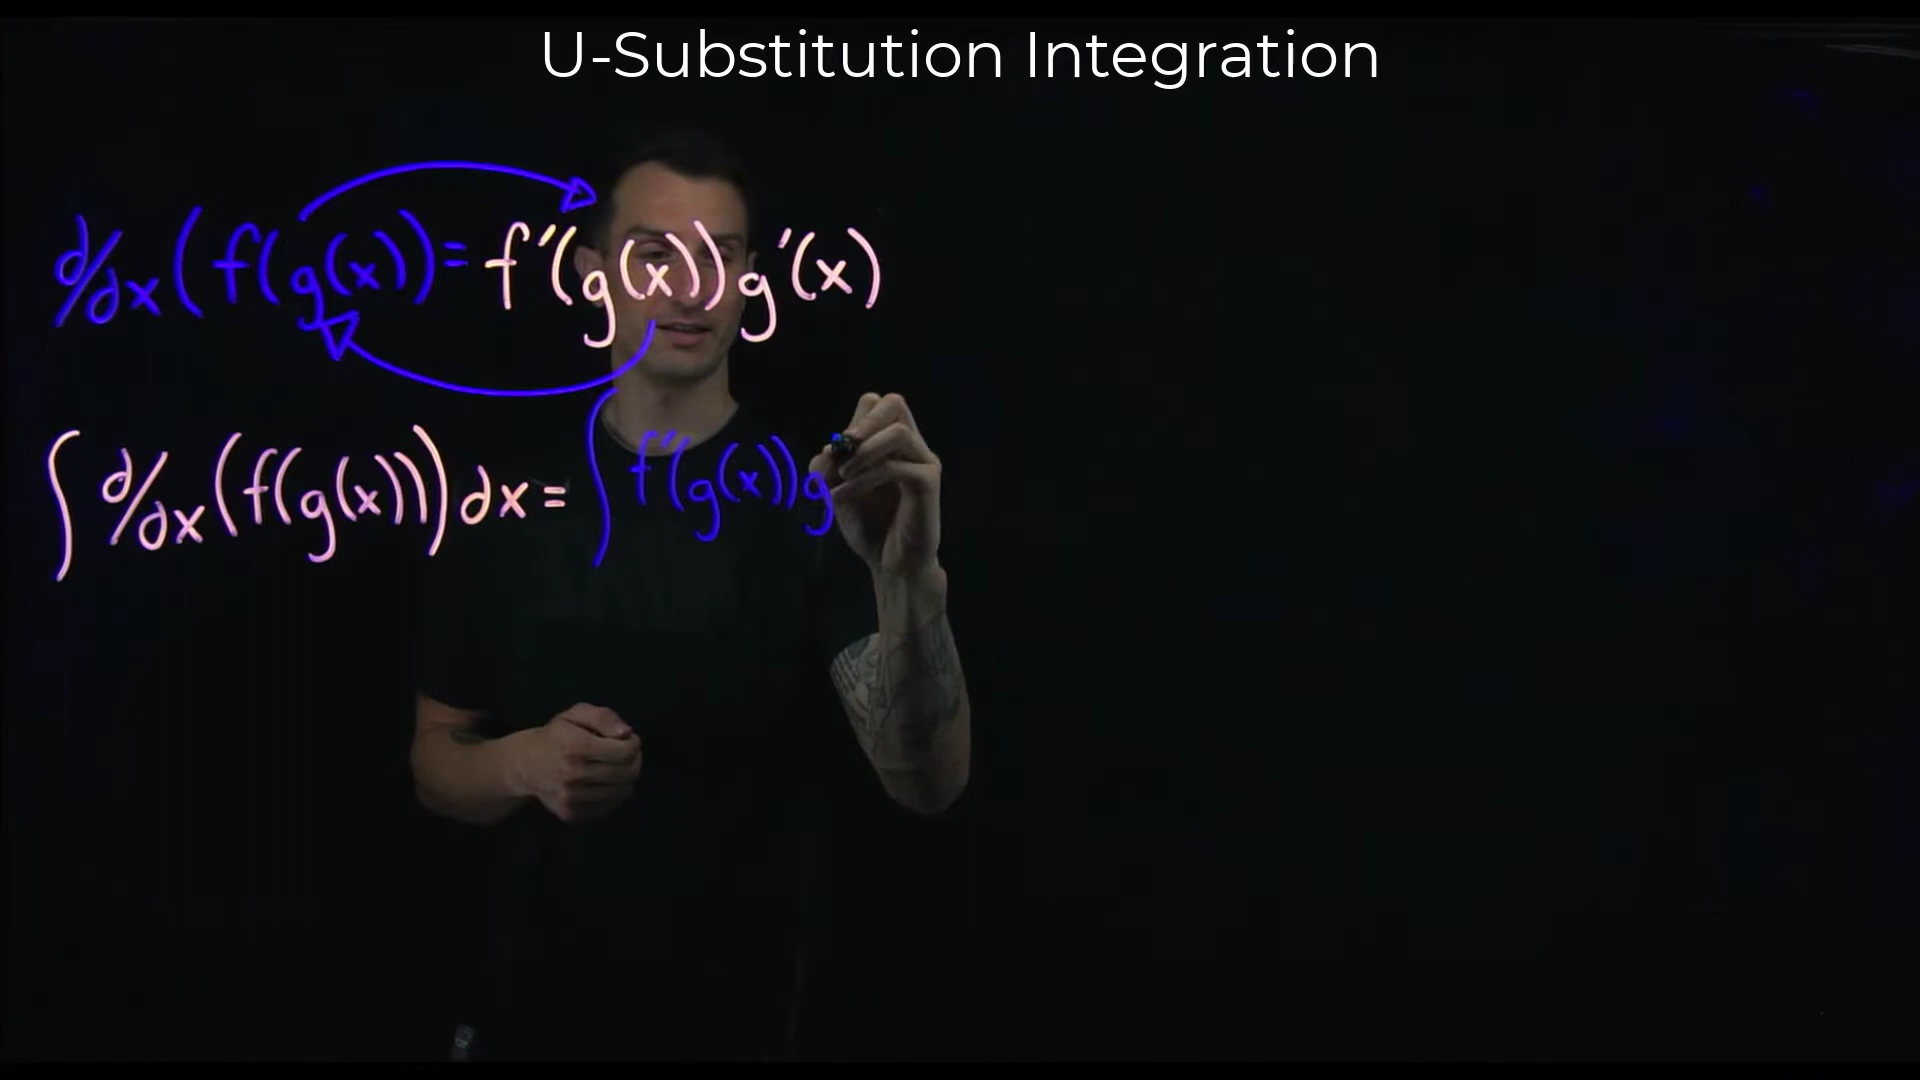 U-Substitution Integration
d/dx(f(g(x))=f'(g(x))g'(x)
∫d/dx(f(g(x)))dx=∫f'(g(x))g